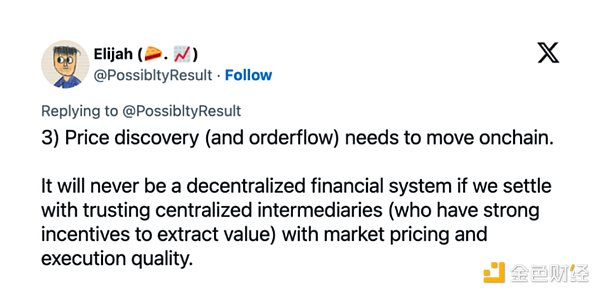 Elijah (🥧. 📈)
@PossibltyResult · Follow
Replying to @PossibltyResult
3) Price discovery (and orderflow) needs to move onchain.
It will never be a decentralized financial system if we settle
with trusting centralized intermediaries (who have strong
incentives to extract value) with market pricing and
execution quality.
金色财经